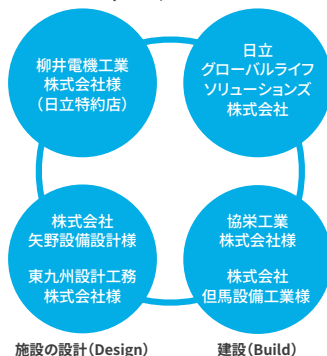 柳井電機工業
株式会社様
（日立特約店）
日立
グローバルライフ
ソリューションズ
株式会社
株式会社
矢野設備設計様
東九州設計工務
株式会社様
協栄工業
株式会社様
株式会社
但馬設備工業様
施設の設計（Design）
建設（Build）